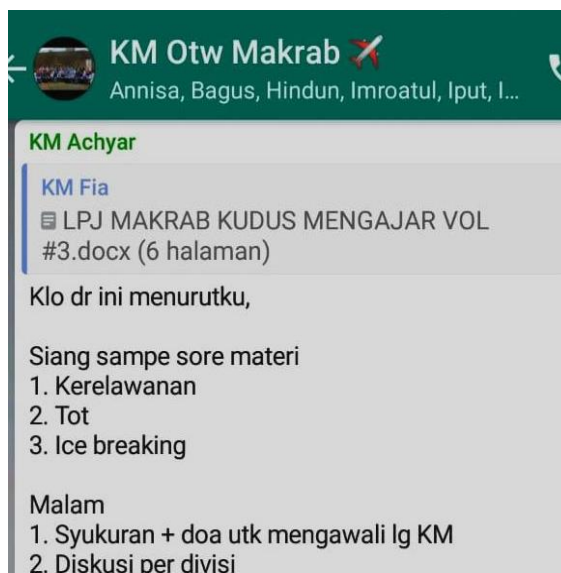 KM Otw Makrab
Annisa, Bagus, Hindun, Imroatul, Iput, I...
KM Achyar
KM Fia
LPJ MAKRAB KUDUS MENGAJAR VOL
#3.docx (6 halaman)
Klo dr ini menurutku,
Siang sampe sore materi
1. Kerelawanan
2. Tot
3. Ice breaking
Malam
1. Syukuran + doa utk mengawali lg KM
2. Diskusi per divisi